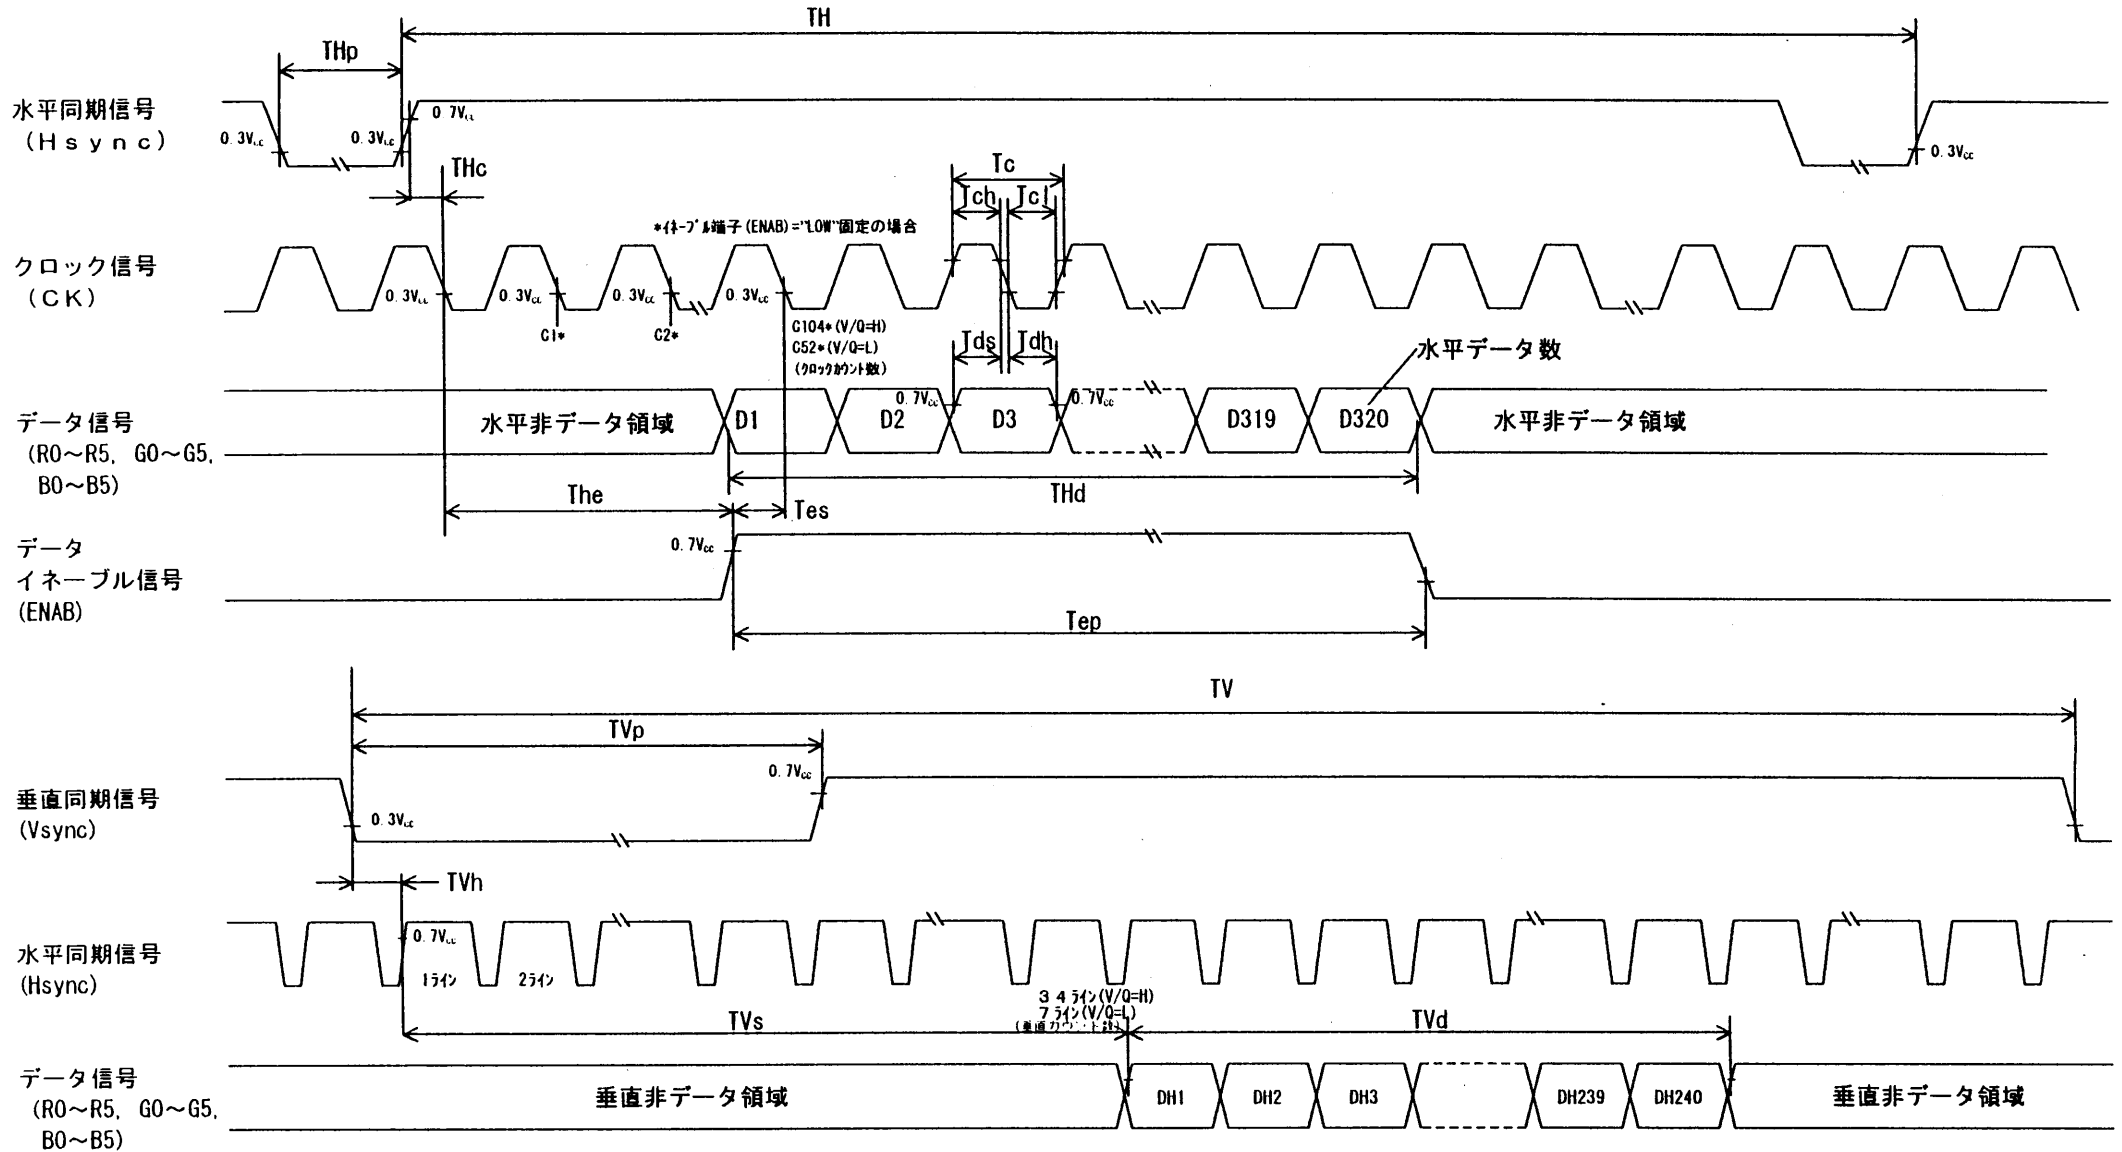 TH
THp
水平同期信号
(Hsync)
0.3Vcc
0.3Vcc
0.7Vcc
0.3Vcc
THc
Tc
Tch
Tcl
*イネーブル端子(ENAB)="LOW"固定の場合
クロック信号
(CK)
0.3Vcc
0.3Vcc
0.3Vcc
0.3Vcc
C1*
C2*
C104*(V/Q=H)
C52*(V/Q=L)
(クロックカウント数)
Tds
Tdh
水平データ数
データ信号
(R0～R5, G0～G5,
B0～B5)
水平非データ領域
D1
D2
0.7Vcc
D3
0.7Vcc
D319
D320
水平非データ領域
The
Tes
THd
データ
イネーブル信号
(ENAB)
0.7Vcc
Tep
TV
TVp
垂直同期信号
(Vsync)
0.3Vcc
0.7Vcc
TVh
水平同期信号
(Hsync)
0.7Vcc
1ライン
2ライン
34ライン(V/Q=H)
7ライン(V/Q=L)
(垂直カウント数)
TVs
TVd
データ信号
(R0～R5, G0～G5,
B0～B5)
垂直非データ領域
DH1
DH2
DH3
DH239
DH240
垂直非データ領域